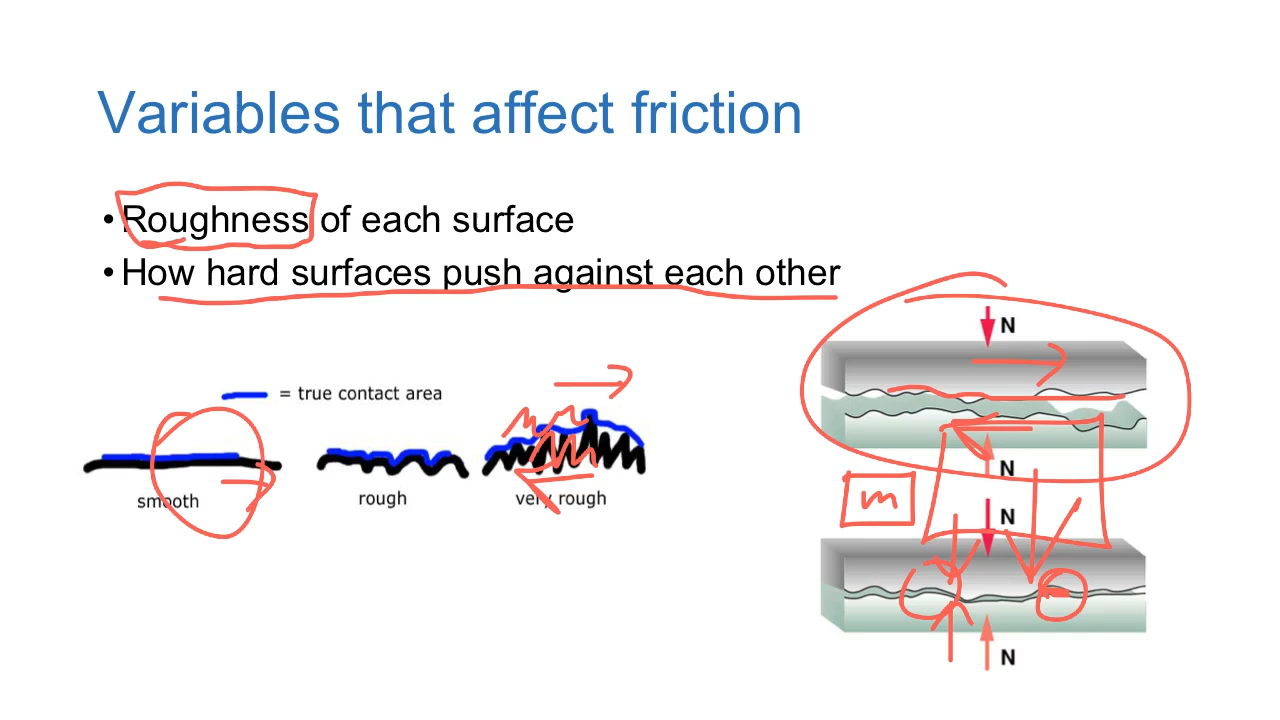 Variables that affect friction
• Roughness of each surface
• How hard surfaces push against each other
N
= true contact area
N
m
N
smooth
rough
very rough
N